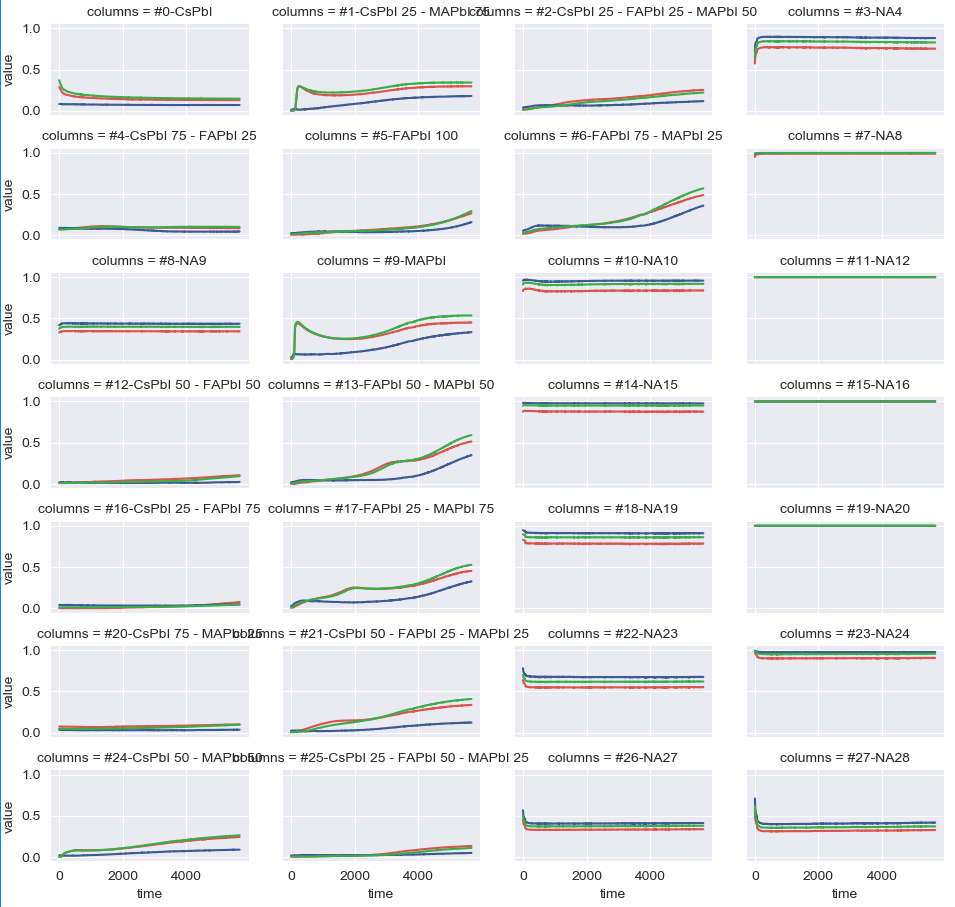 columns = #0-CsPbI
columns = #1-CsPbI 25 - MAPbI 75
columns = #2-CsPbI 25 - FAPbI 25 - MAPbI 50
columns = #3-NA4
1.0
0.5
0.0
value
columns = #4-CsPbI 75 - FAPbI 25
columns = #5-FAPbI 100
columns = #6-FAPbI 75 - MAPbI 25
columns = #7-NA8
1.0
0.5
0.0
value
columns = #8-NA9
columns = #9-MAPbI
columns = #10-NA10
columns = #11-NA12
1.0
0.5
0.0
value
columns = #12-CsPbI 50 - FAPbI 50
columns = #13-FAPbI 50 - MAPbI 50
columns = #14-NA15
columns = #15-NA16
1.0
0.5
0.0
value
columns = #16-CsPbI 25 - FAPbI 75
columns = #17-FAPbI 25 - MAPbI 75
columns = #18-NA19
columns = #19-NA20
1.0
0.5
0.0
value
columns = #20-CsPbI 75 - MAPbI 25
columns = #21-CsPbI 50 - FAPbI 25 - MAPbI 25
columns = #22-NA23
columns = #23-NA24
1.0
0.5
0.0
value
columns = #24-CsPbI 50 - MAPbI 50
columns = #25-CsPbI 25 - FAPbI 50 - MAPbI 25
columns = #26-NA27
columns = #27-NA28
1.0
0.5
0.0
value
0 2000 4000
0 2000 4000
0 2000 4000
0 2000 4000
time
time
time
time